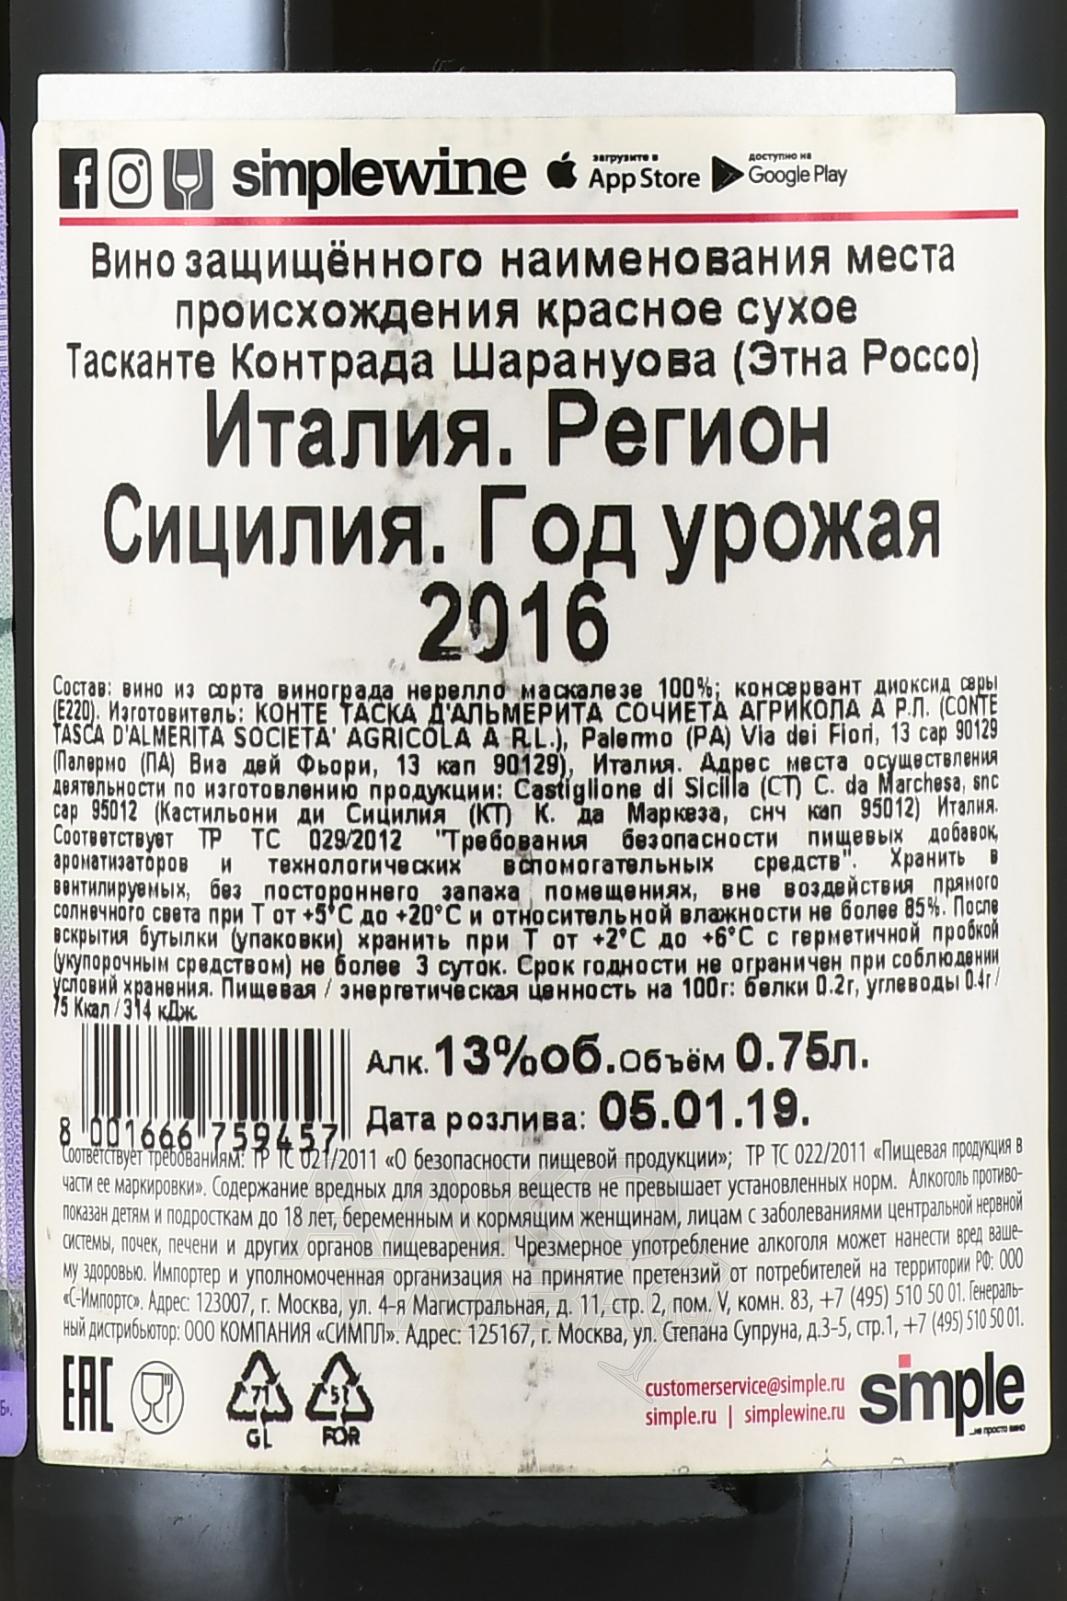 simplewine загрузите в App Store доступно на Google Play
Вино защищённого наименования места
происхождения красное сухое
Тасканте Контрада Шарануова (Этна Россо)
Италия. Регион
Сицилия. Год урожая
2016
Состав: вино из сорта винограда нерелло маскалезе 100%; консервант диоксид серы
(Е220). Изготовитель: КОНТЕ ТАСКА Д'АЛЬМЕРИТА СОЧИЕТА АГРИКОЛА А Р.Л. (CONTE
TASCA D'ALMERITA SOCIETA' AGRICOLA A R.L.), Palermo (PA) Via dei Fiori, 13 cap 90129
(Палермо (ПА) Виа дей Фьори, 13 кап 90129), Италия. Адрес места осуществления
деятельности по изготовлению продукции: Castiglione di Sicilia (CT) C. da Marchesa, snc
cap 95012 (Кастильони ди Сицилия (КТ) К. да Маркеза, снч кап 95012) Италия.
Соответствует ТР ТС 029/2012 "Требования безопасности пищевых добавок,
ароматизаторов и технологических вспомогательных средств". Хранить в
вентилируемых, без постороннего запаха помещениях, вне воздействия прямого
солнечного света при Т от +5°С до +20°С и относительной влажности не более 85%. После
вскрытия бутылки (упаковки) хранить при Т от +2°С до +6°С с герметичной пробкой
(укупорочным средством) не более 3 суток. Срок годности не ограничен при соблюдении
условий хранения. Пищевая / энергетическая ценность на 100г: белки 0.2г, углеводы 0.4г /
75 Ккал / 314 кДж.
Алк. 13%об. Объём 0.75л.
Дата розлива: 05.01.19.
8 001666 759457
Соответствует требованиям: ТР ТС 021/2011 «О безопасности пищевой продукции»; ТР ТС 022/2011 «Пищевая продукция в
части ее маркировки». Содержание вредных для здоровья веществ не превышает установленных норм. Алкоголь противо-
показан детям и подросткам до 18 лет, беременным и кормящим женщинам, лицам с заболеваниями центральной нервной
системы, почек, печени и других органов пищеварения. Чрезмерное употребление алкоголя может нанести вред ваше-
му здоровью. Импортер и уполномоченная организация на принятие претензий от потребителей на территории РФ: ООО
«С-Импортс». Адрес: 123007, г. Москва, ул. 4-я Магистральная, д. 11, стр. 2, пом. V, комн. 83, +7 (495) 510 50 01. Генераль-
ный дистрибьютор: ООО КОМПАНИЯ «СИМПЛ». Адрес: 125167, г. Москва, ул. Степана Супруна, д.3-5, стр.1, +7 (495) 510 50 01.
EAC 71 GL 51 FOR
customerservice@simple.ru
simple.ru | simplewine.ru
simple
...не просто вино